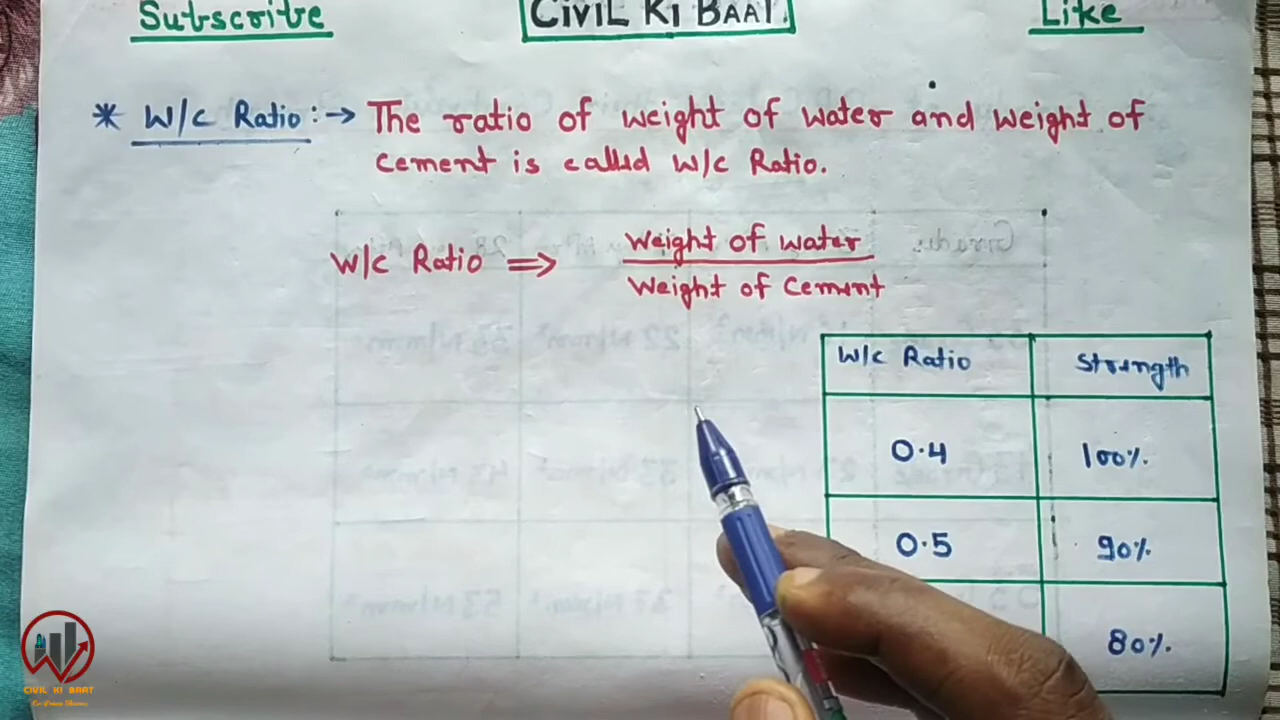 Subscribe
CIVIL KI BAAT.
Like
* W/C Ratio :→ The ratio of weight of water and weight of
cement is called W/C Ratio.
W/C Ratio ⇒ Weight of water
Weight of Cement
W/C Ratio Strength
0.4 100%.
0.5 90%.
80%.
CIVIL KI BAAT